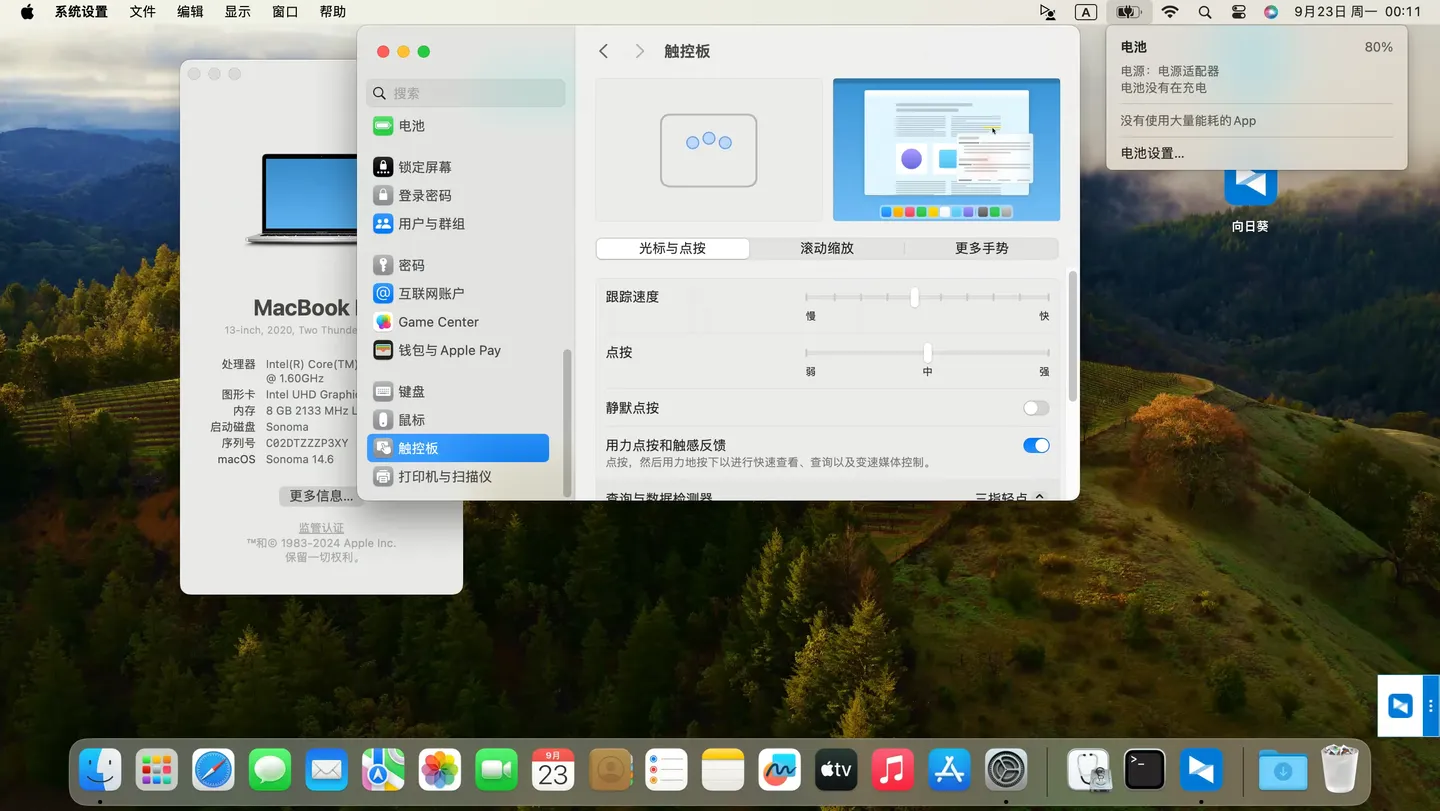 系统设置 文件 编辑 显示 窗口 帮助
A
9月23日 周一 00:11
电池 80%
电源：电源适配器
电池没有在充电
没有使用大量能耗的App
电池设置...
向日葵
搜索
电池
锁定屏幕
登录密码
用户与群组
密码
互联网账户
Game Center
钱包与 Apple Pay
键盘
鼠标
触控板
打印机与扫描仪
触控板
光标与点按 滚动缩放 更多手势
跟踪速度
慢 快
点按
弱 中 强
静默点按
用力点按和触感反馈
点按，然后用力地按下以进行快速查看、查询以及变速媒体控制。
查询与数据检测器 三指轻点
MacBook
13-inch, 2020, Two Thunde
处理器 Intel(R) Core(TM)
@ 1.60GHz
图形卡 Intel UHD Graphi
内存 8 GB 2133 MHz L
启动磁盘 Sonoma
序列号 C02DTZZZP3XY
macOS Sonoma 14.6
更多信息...
监管认证
™和© 1983-2024 Apple Inc.
保留一切权利。
9月
23
tv